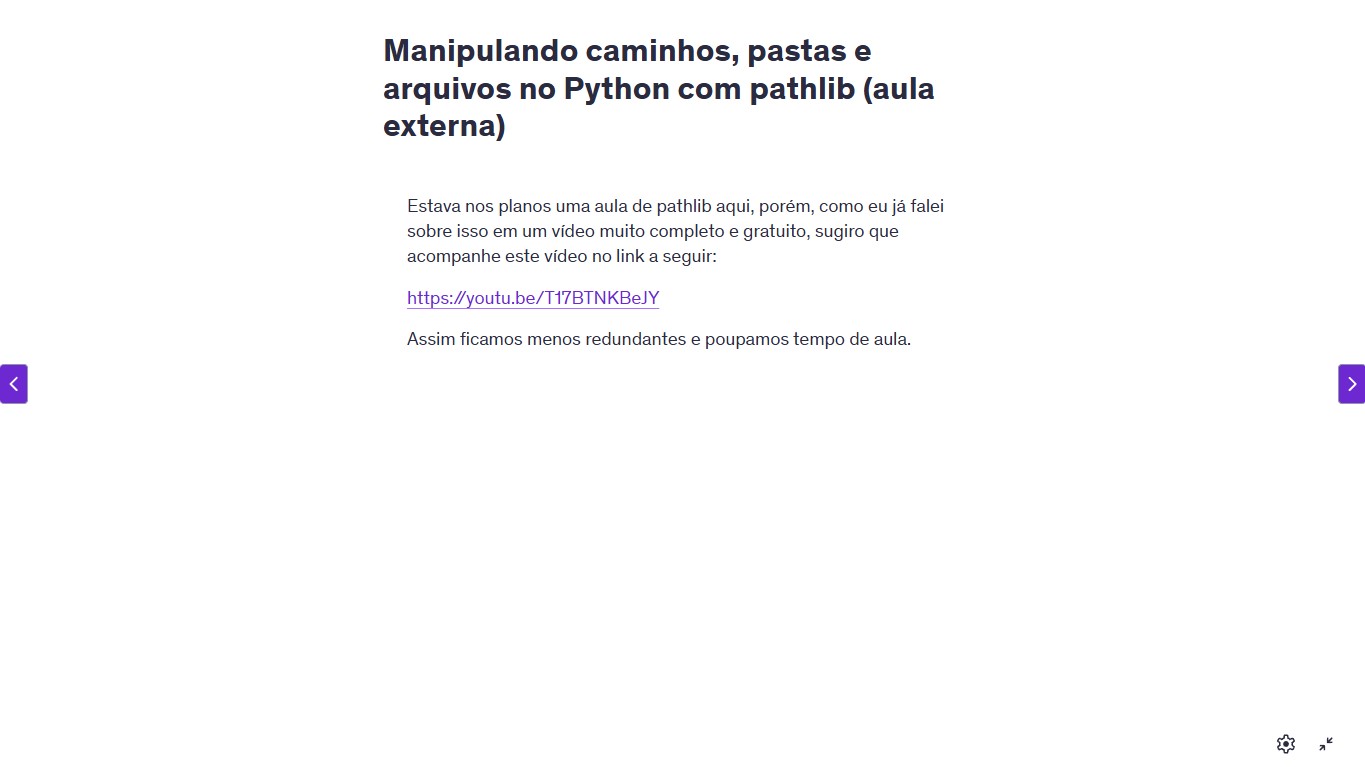 Manipulando caminhos, pastas e
arquivos no Python com pathlib (aula
externa)
Estava nos planos uma aula de pathlib aqui, porém, como eu já falei
sobre isso em um vídeo muito completo e gratuito, sugiro que
acompanhe este vídeo no link a seguir:
https://youtu.be/T17BTNKBeJY
Assim ficamos menos redundantes e poupamos tempo de aula.